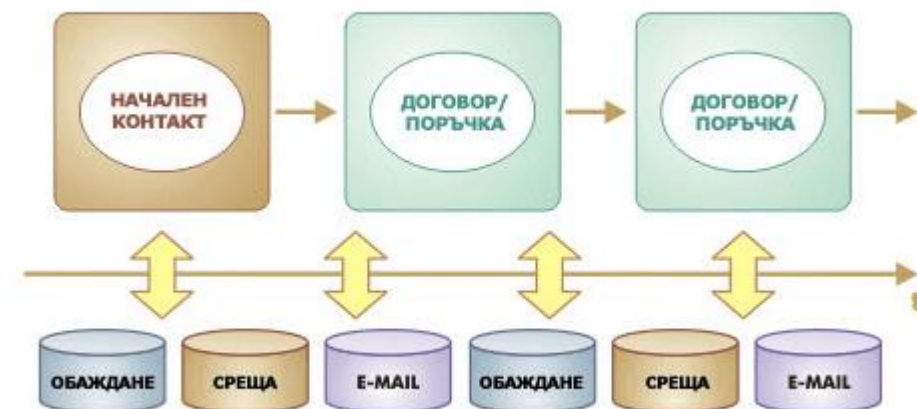 НАЧАЛЕН
КОНТАКТ
ДОГОВОР/
ПОРЪЧКА
ДОГОВОР/
ПОРЪЧКА
ОБАЖДАНЕ
СРЕЩА
E-MAIL
ОБАЖДАНЕ
СРЕЩА
E-MAIL